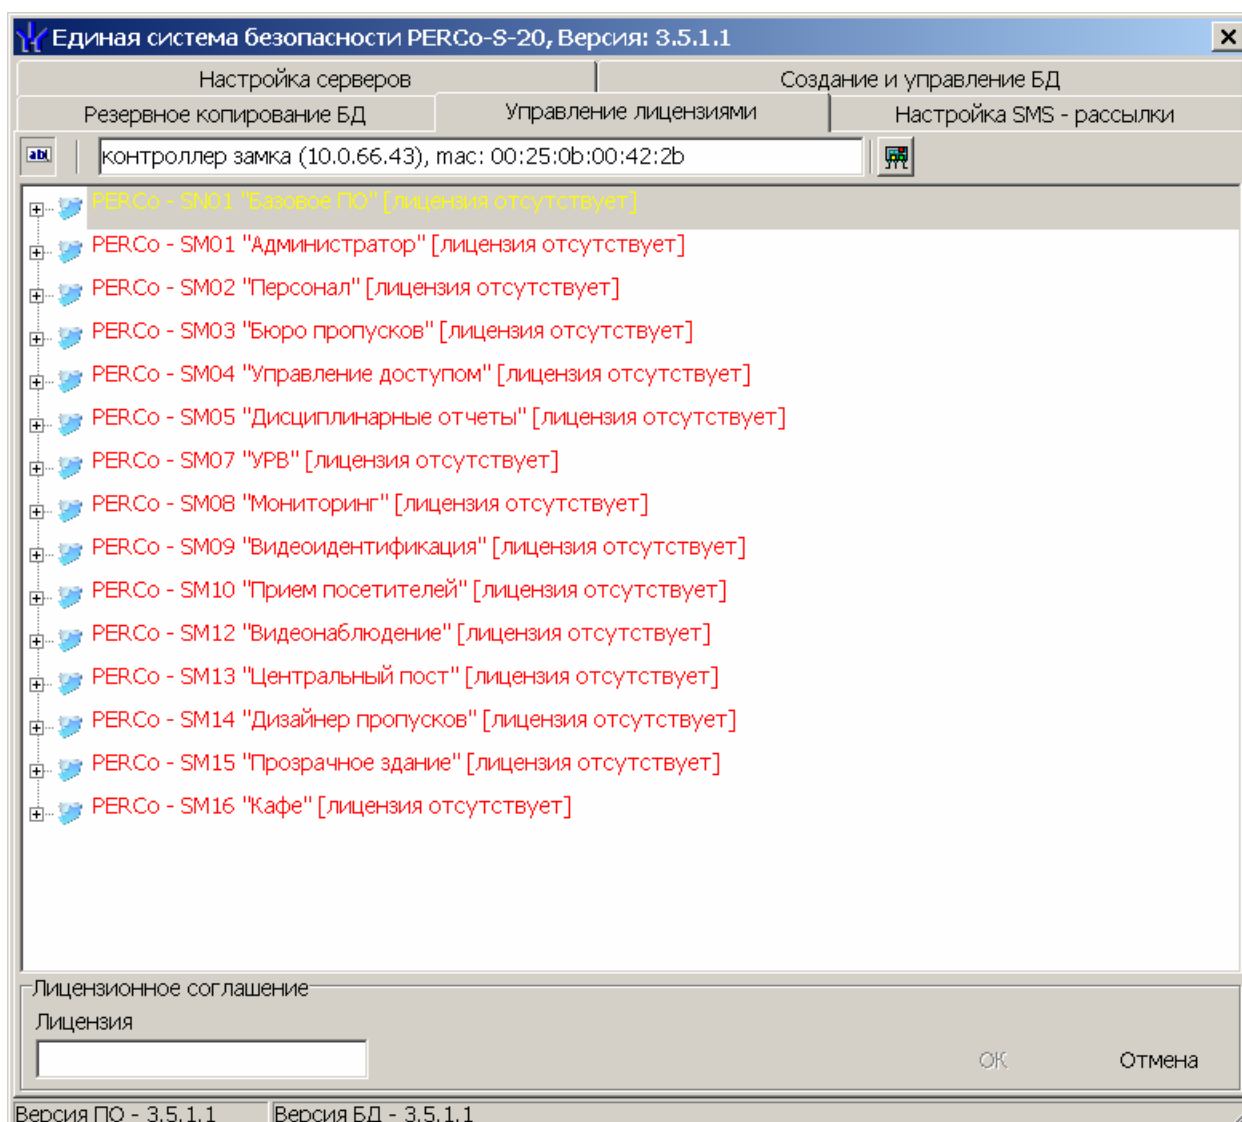 Единая система безопасности PERCo-S-20, Версия: 3.5.1.1
Настройка серверов Создание и управление БД
Резервное копирование БД Управление лицензиями Настройка SMS - рассылки
контроллер замка (10.0.66.43), mac: 00:25:0b:00:42:2b
PERCo - SN01 "Базовое ПО" [лицензия отсутствует]
PERCo - SM01 "Администратор" [лицензия отсутствует]
PERCo - SM02 "Персонал" [лицензия отсутствует]
PERCo - SM03 "Бюро пропусков" [лицензия отсутствует]
PERCo - SM04 "Управление доступом" [лицензия отсутствует]
PERCo - SM05 "Дисциплинарные отчеты" [лицензия отсутствует]
PERCo - SM07 "УРВ" [лицензия отсутствует]
PERCo - SM08 "Мониторинг" [лицензия отсутствует]
PERCo - SM09 "Видеоидентификация" [лицензия отсутствует]
PERCo - SM10 "Прием посетителей" [лицензия отсутствует]
PERCo - SM12 "Видеонаблюдение" [лицензия отсутствует]
PERCo - SM13 "Центральный пост" [лицензия отсутствует]
PERCo - SM14 "Дизайнер пропусков" [лицензия отсутствует]
PERCo - SM15 "Прозрачное здание" [лицензия отсутствует]
PERCo - SM16 "Кафе" [лицензия отсутствует]
Лицензионное соглашение
Лицензия
OK Отмена
Версия ПО - 3.5.1.1 Версия БД - 3.5.1.1